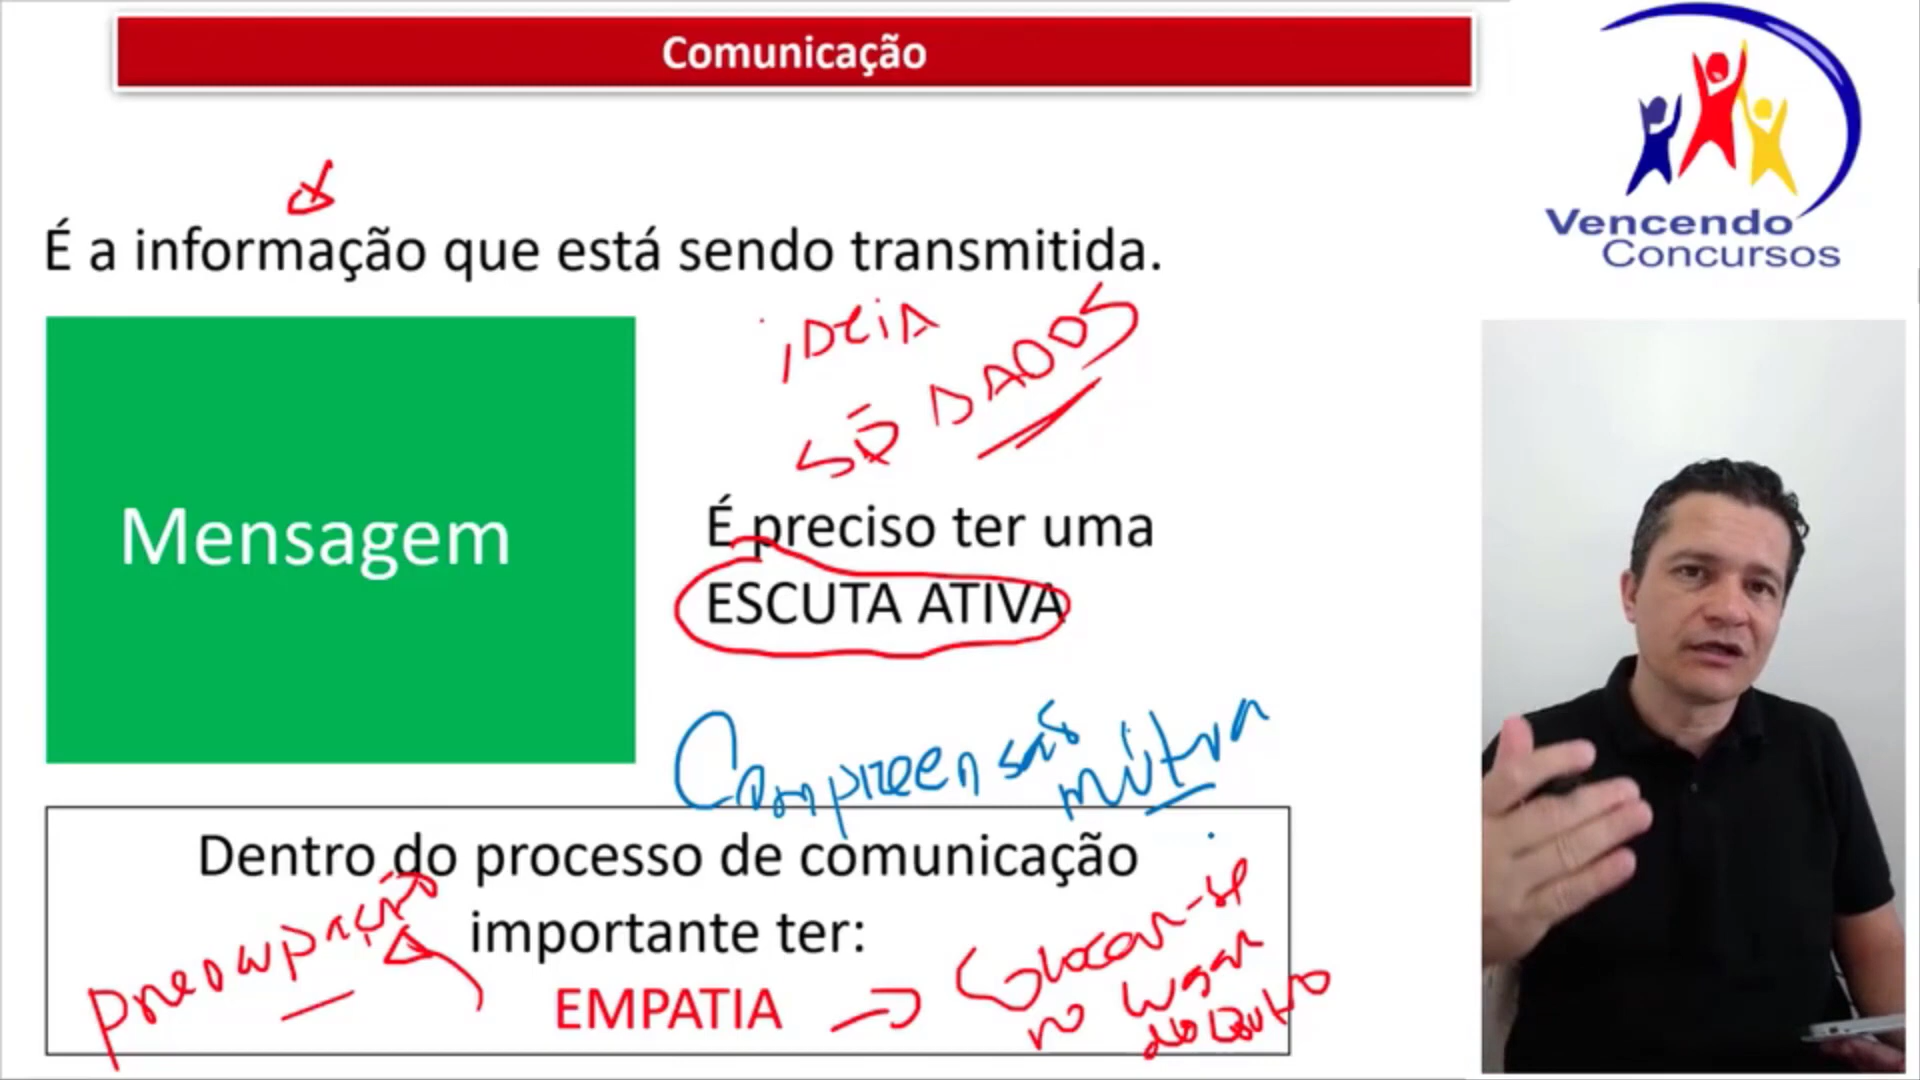 Comunicação
Vencendo
Concursos
É a informação que está sendo transmitida.
iDeiA
SÓ DADOS
Mensagem
É preciso ter uma
ESCUTA ATIVA
Compreensão
mútua
Dentro do processo de comunicação
importante ter:
preocupação
EMPATIA
Colocar-se
no lugar
do outro